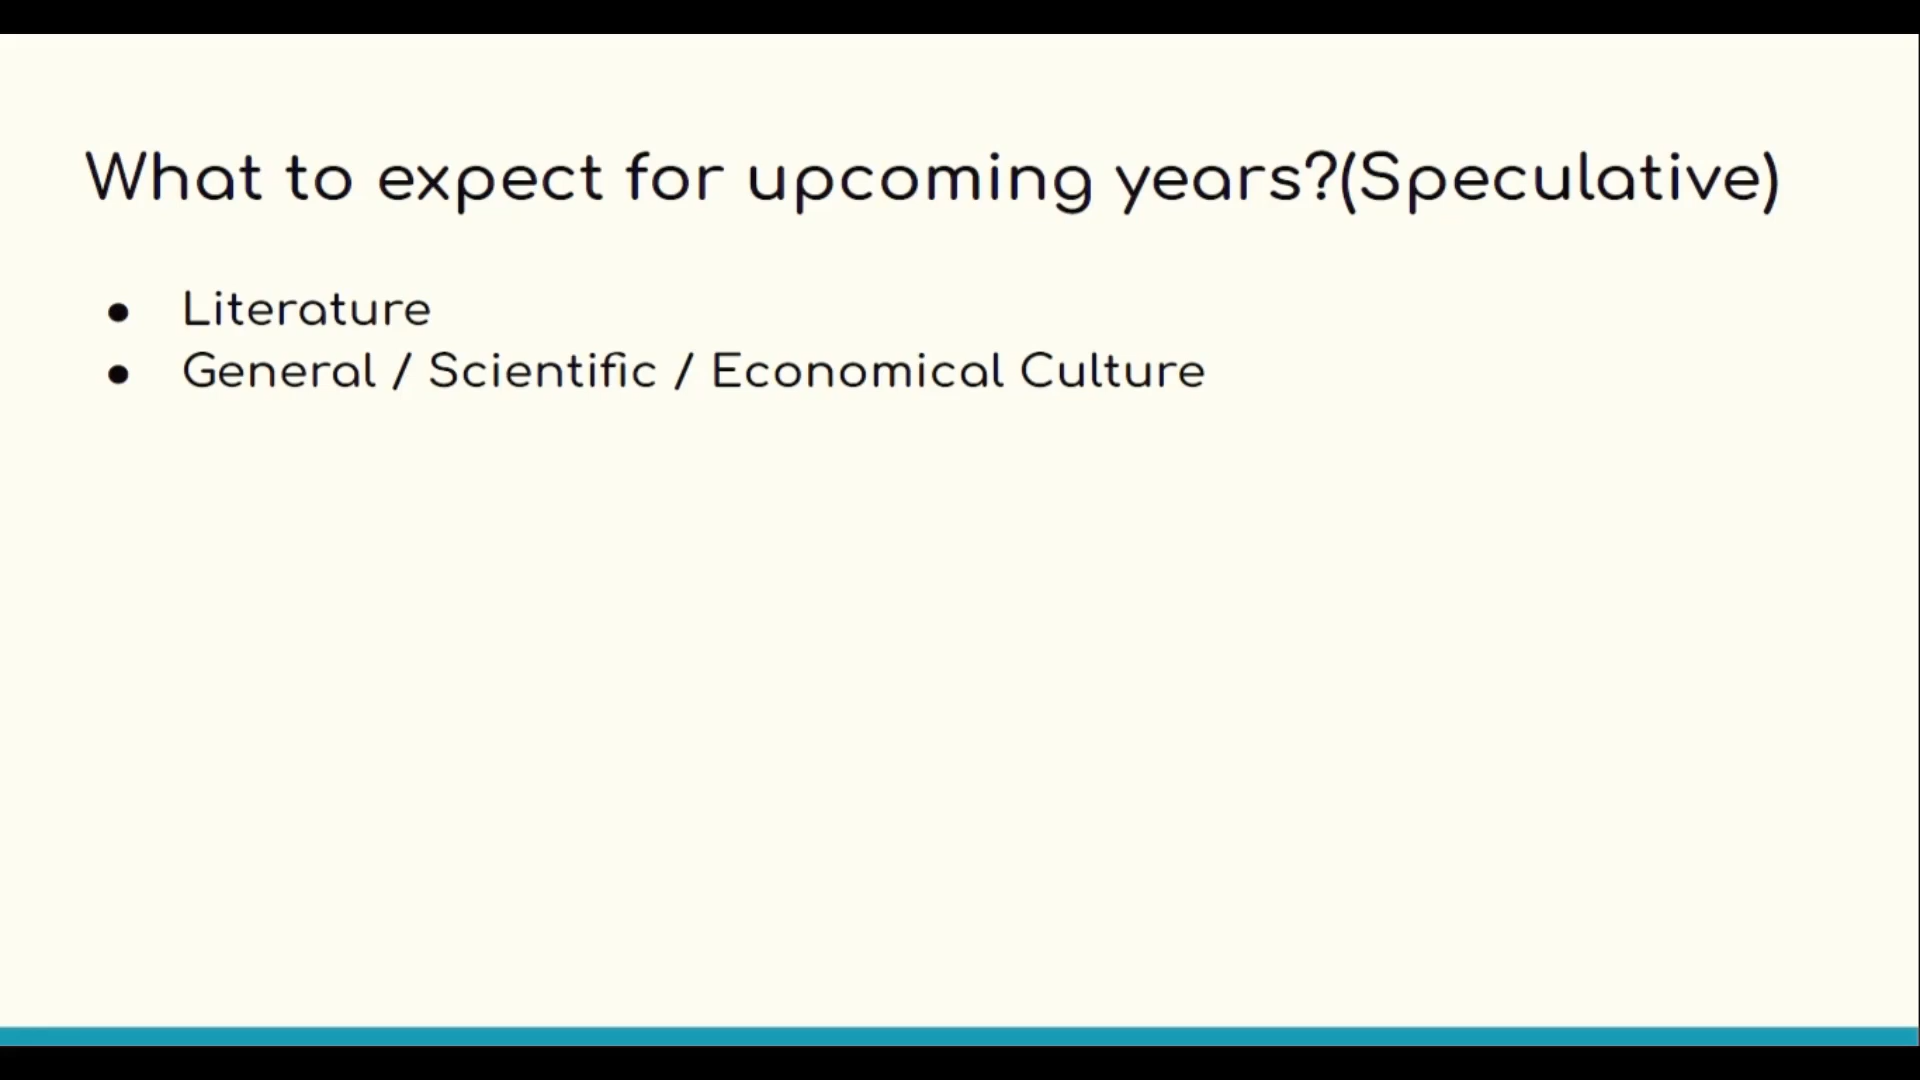 What to expect for upcoming years?(Speculative)
● Literature
● General / Scientific / Economical Culture